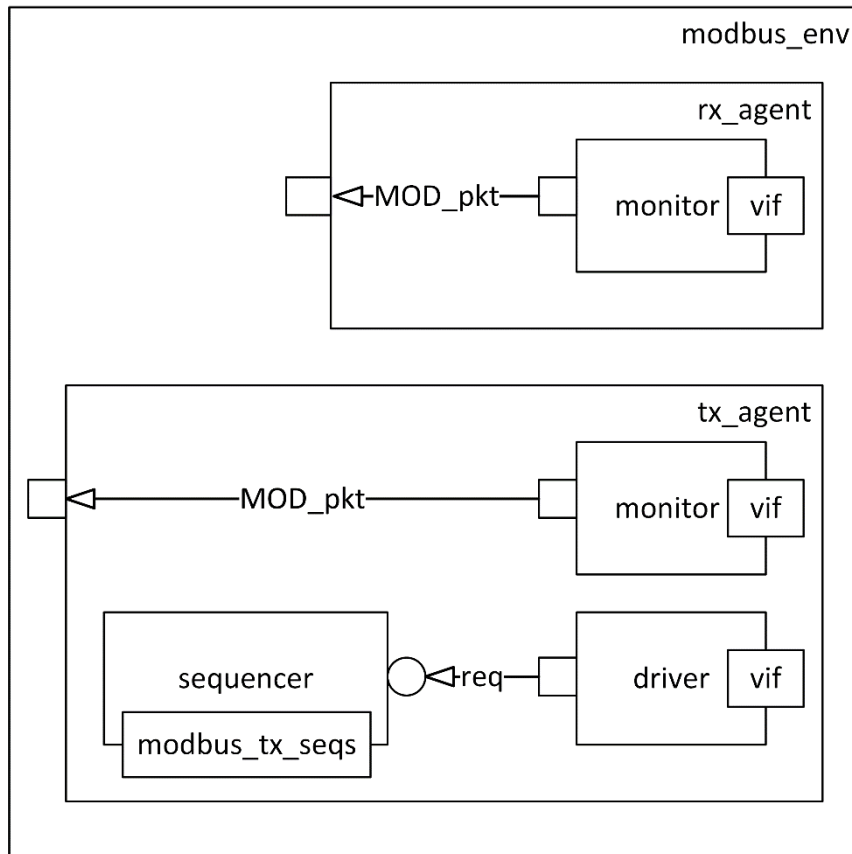 modbus_env
rx_agent
MOD_pkt
monitor
vif
tx_agent
MOD_pkt
monitor
vif
sequencer
req
driver
vif
modbus_tx_seqs